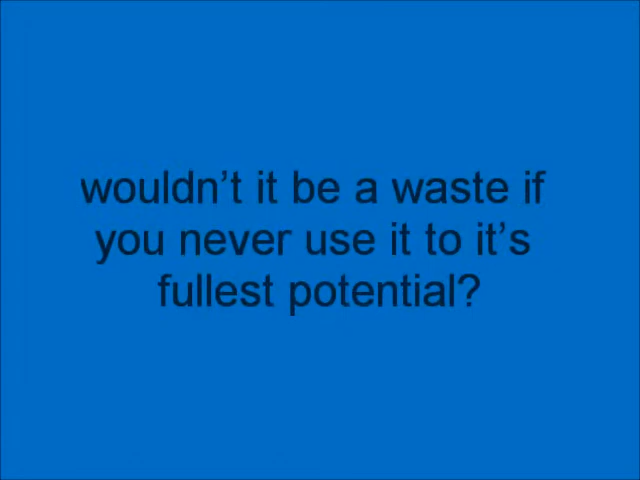 wouldn’t it be a waste if
you never use it to it’s
fullest potential?